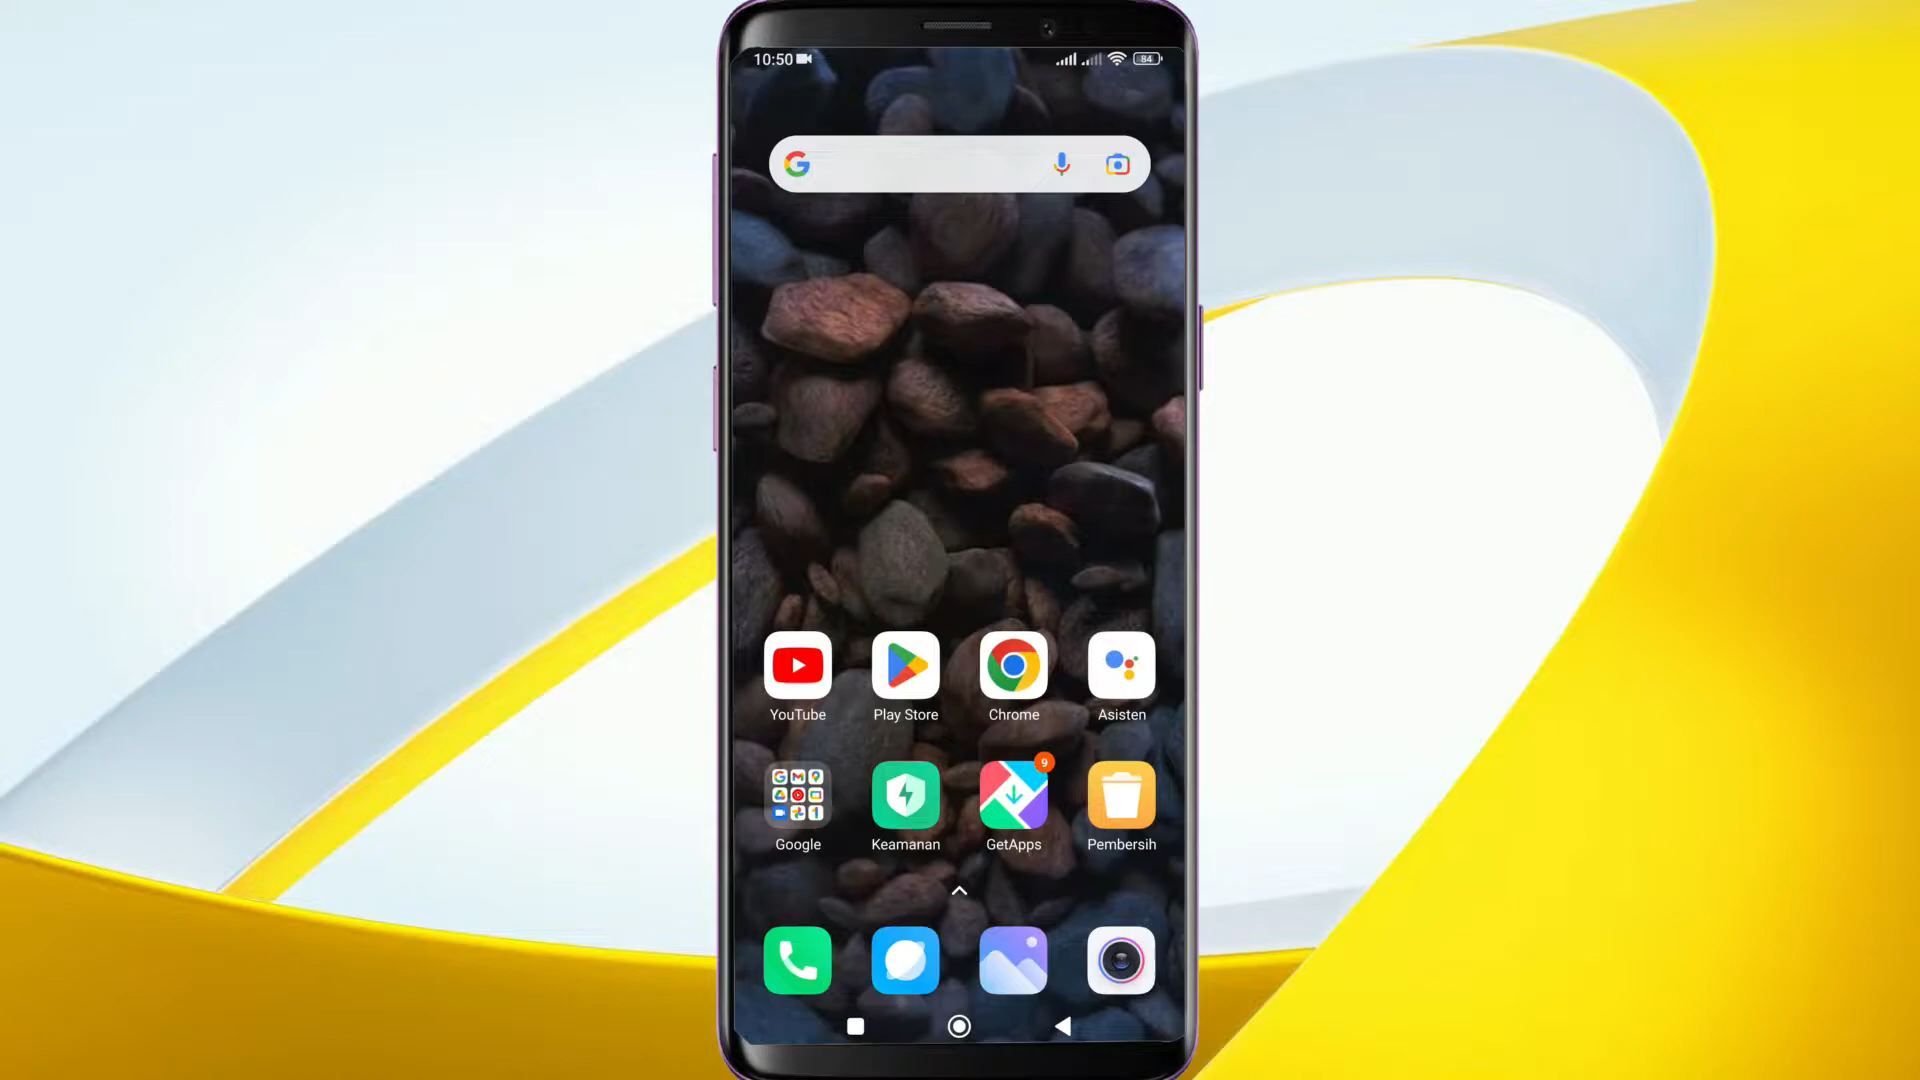 10:50
84
YouTube
Play Store
Chrome
Asisten
9
Google
Keamanan
GetApps
Pembersih